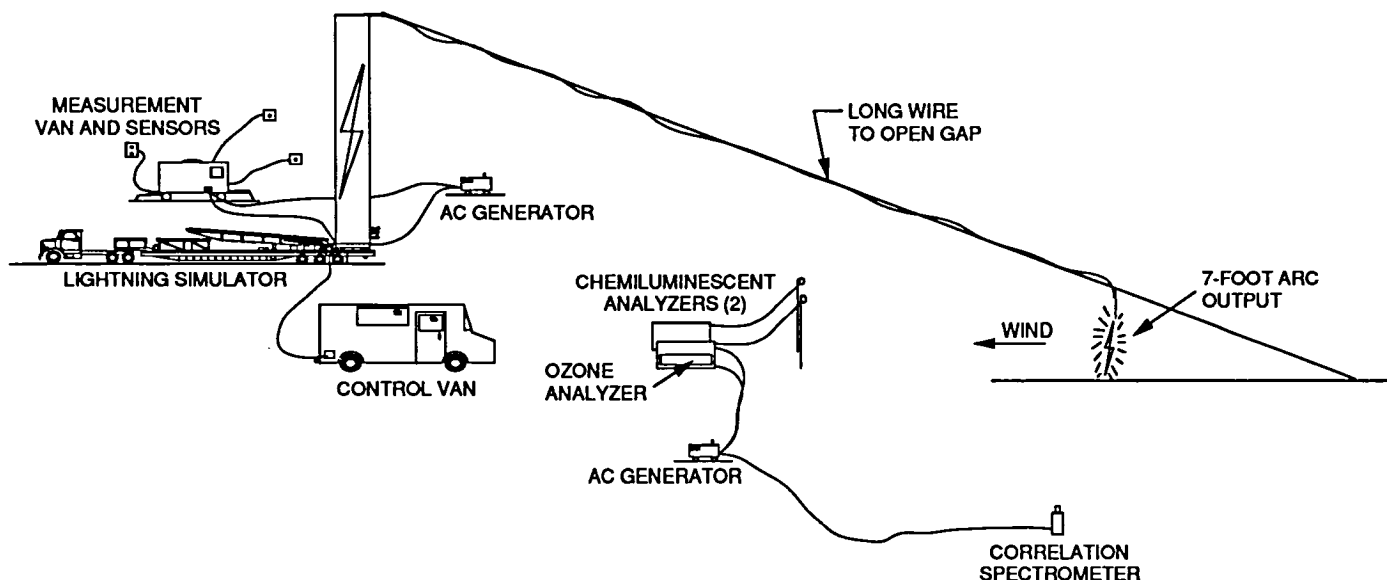 MEASUREMENT
VAN AND SENSORS
LONG WIRE
TO OPEN GAP
AC GENERATOR
LIGHTNING SIMULATOR
CHEMILUMINESCENT
ANALYZERS (2)
7-FOOT ARC
OUTPUT
WIND
OZONE
ANALYZER
CONTROL VAN
AC GENERATOR
CORRELATION
SPECTROMETER